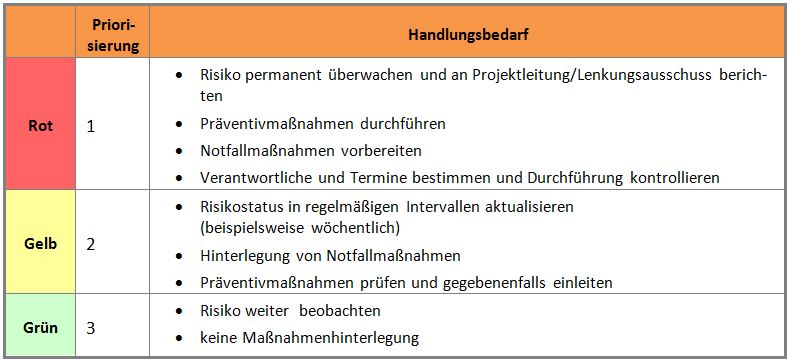 Priori-
sierung
Handlungsbedarf
Rot
1
• Risiko permanent überwachen und an Projektleitung/Lenkungsausschuss berich-
ten
• Präventivmaßnahmen durchführen
• Notfallmaßnahmen vorbereiten
• Verantwortliche und Termine bestimmen und Durchführung kontrollieren
Gelb
2
• Risikostatus in regelmäßigen Intervallen aktualisieren
(beispielsweise wöchentlich)
• Hinterlegung von Notfallmaßnahmen
• Präventivmaßnahmen prüfen und gegebenenfalls einleiten
Grün
3
• Risiko weiter beobachten
• keine Maßnahmenhinterlegung